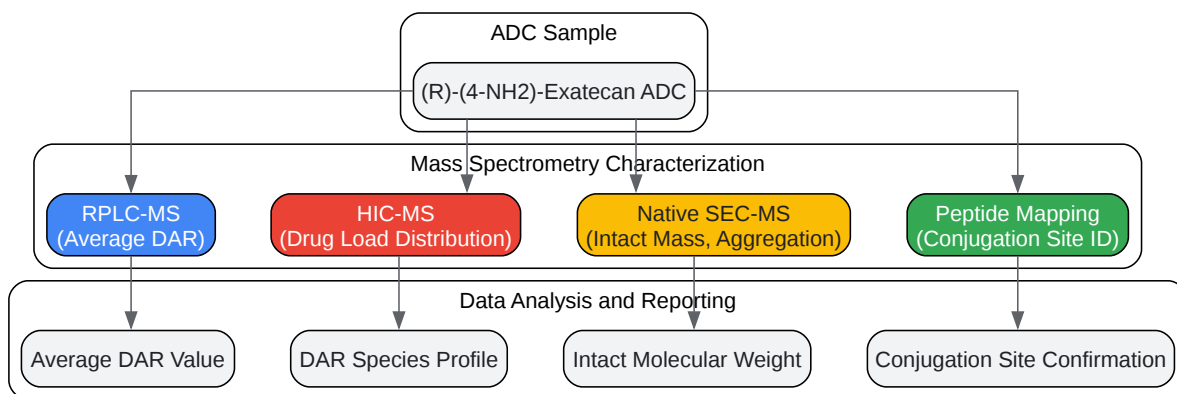 ADC Sample
(R)-(4-NH2)-Exatecan ADC
Mass Spectrometry Characterization
RPLC-MS
(Average DAR)
HIC-MS
(Drug Load Distribution)
Native SEC-MS
(Intact Mass, Aggregation)
Peptide Mapping
(Conjugation Site ID)
Data Analysis and Reporting
Average DAR Value
DAR Species Profile
Intact Molecular Weight
Conjugation Site Confirmation